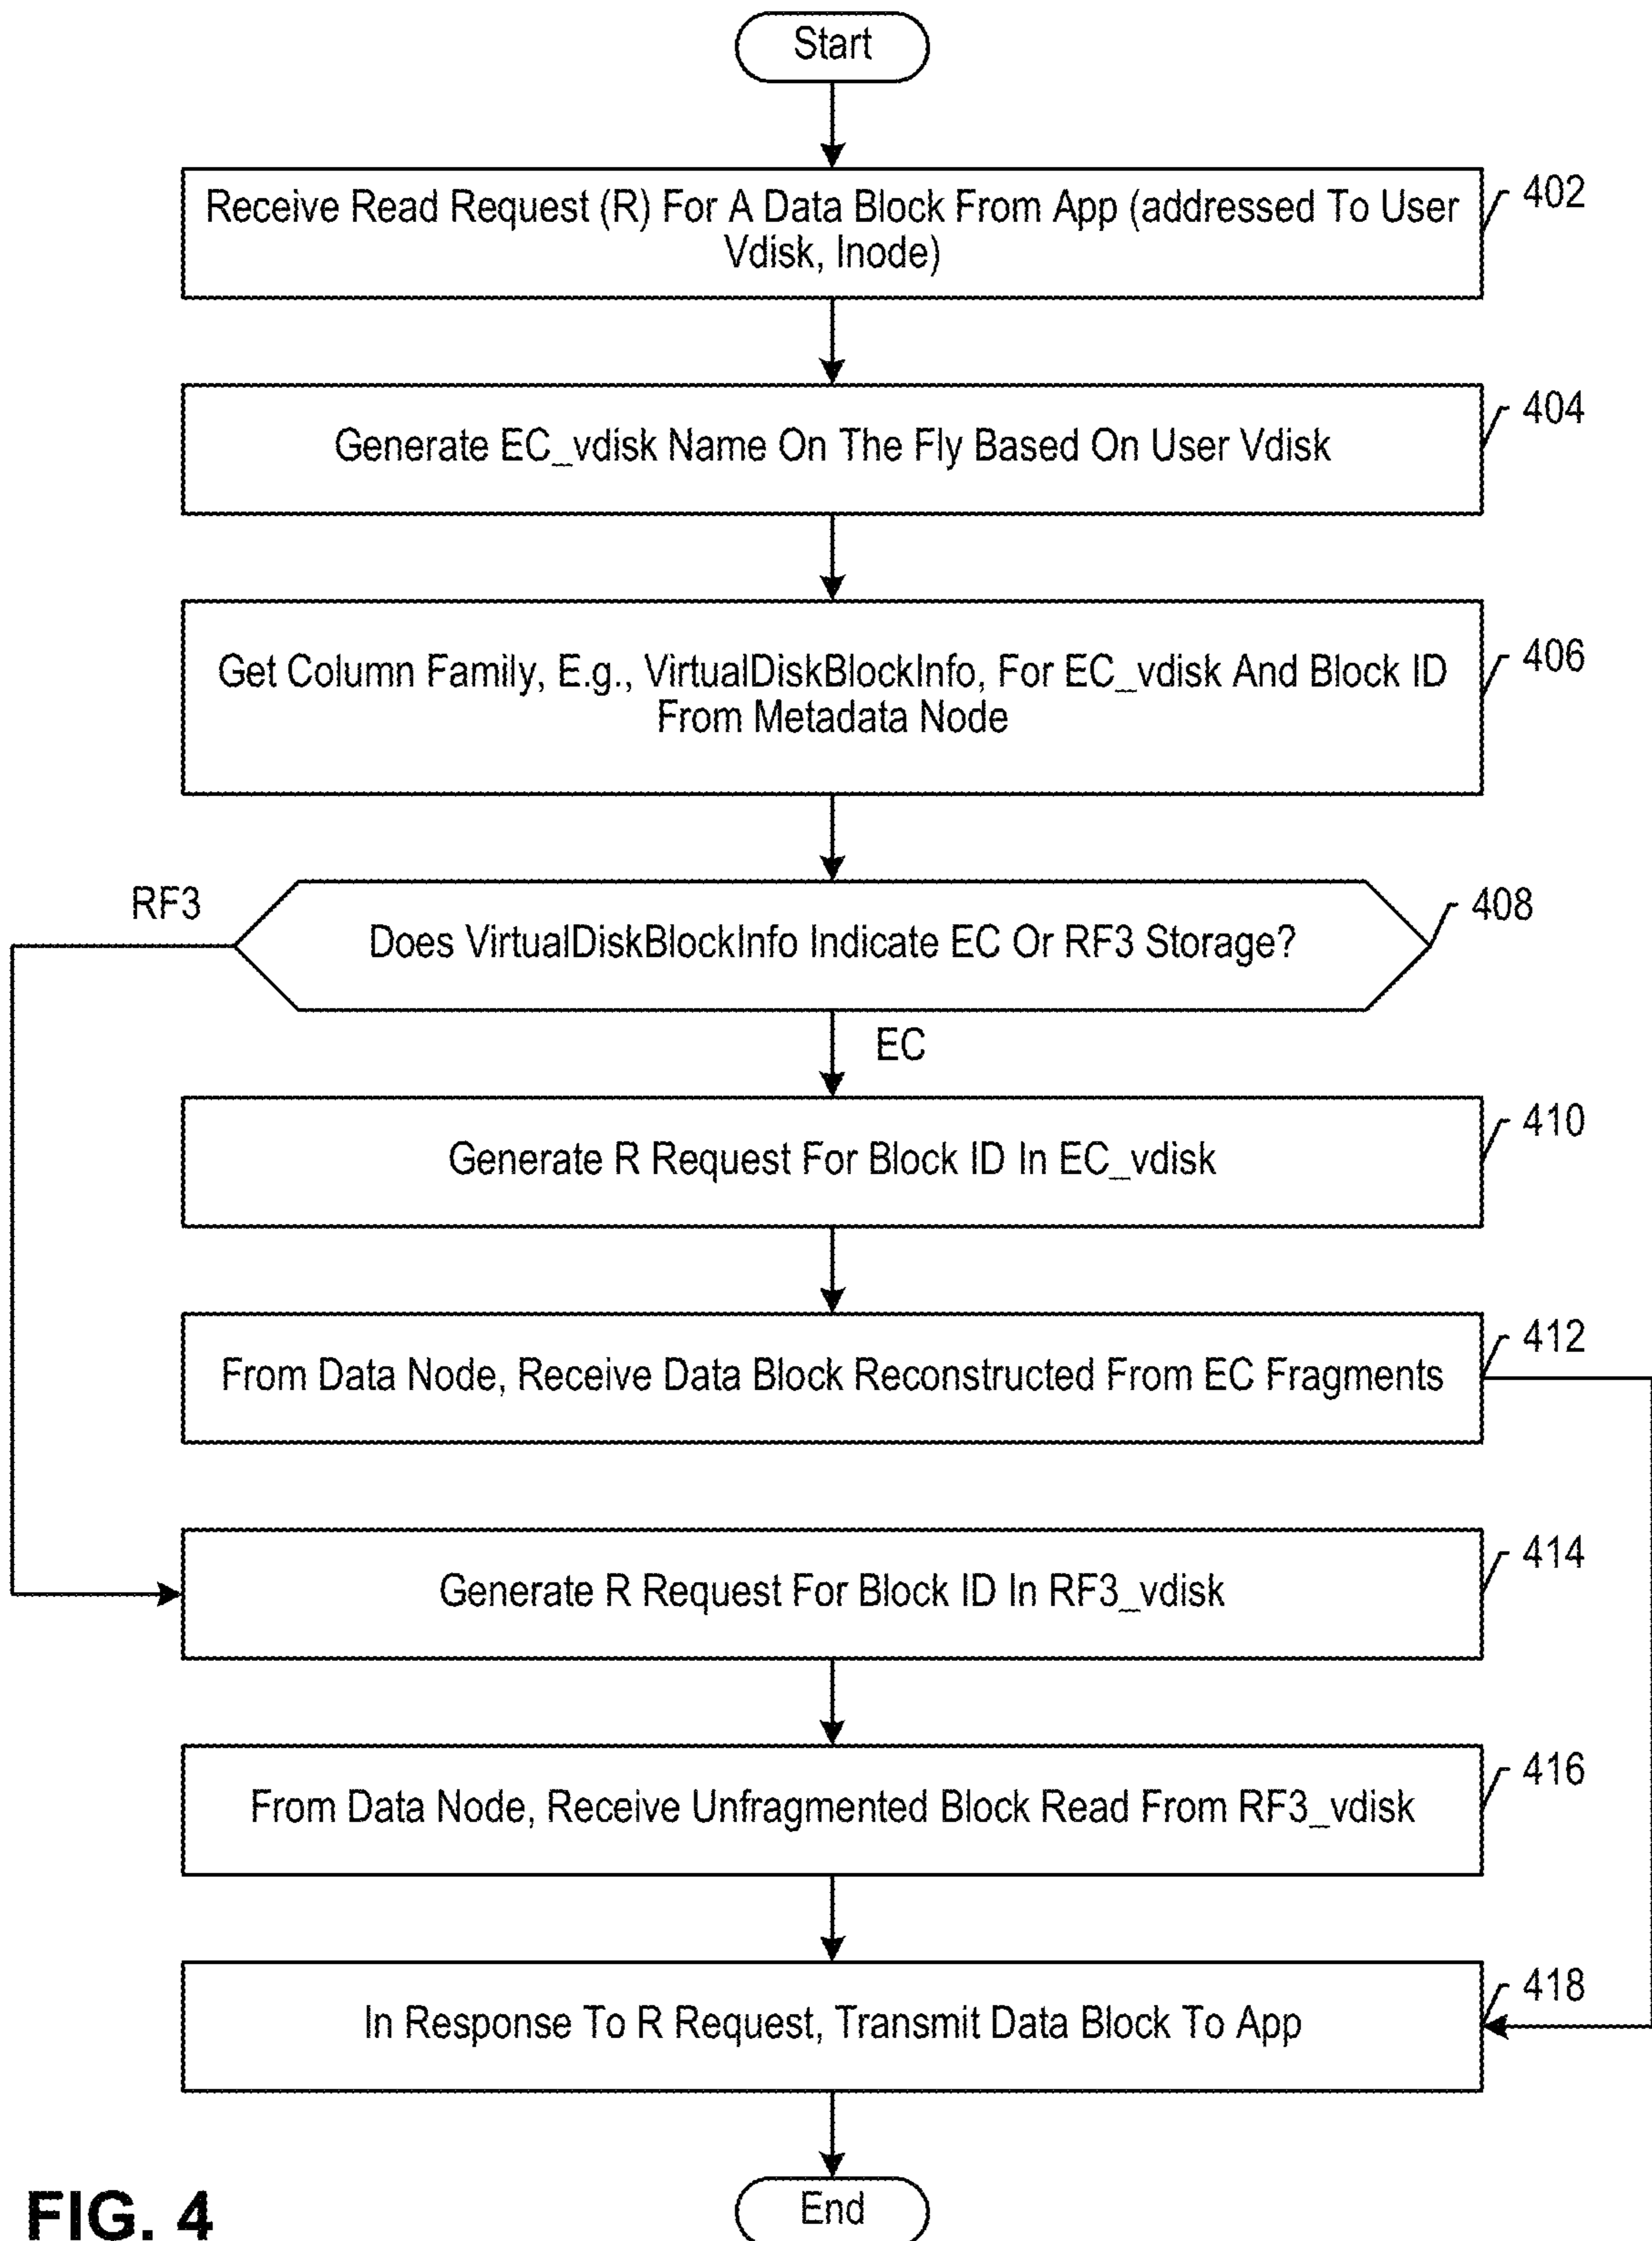 Start
Receive Read Request (R) For A Data Block From App (addressed To User
Vdisk, Inode)
402
Generate EC_vdisk Name On The Fly Based On User Vdisk
404
Get Column Family, E.g., VirtualDiskBlockInfo, For EC_vdisk And Block ID
From Metadata Node
406
RF3
Does VirtualDiskBlockInfo Indicate EC Or RF3 Storage?
408
EC
Generate R Request For Block ID In EC_vdisk
410
From Data Node, Receive Data Block Reconstructed From EC Fragments
412
Generate R Request For Block ID In RF3_vdisk
414
From Data Node, Receive Unfragmented Block Read From RF3_vdisk
416
In Response To R Request, Transmit Data Block To App
418
End
FIG. 4